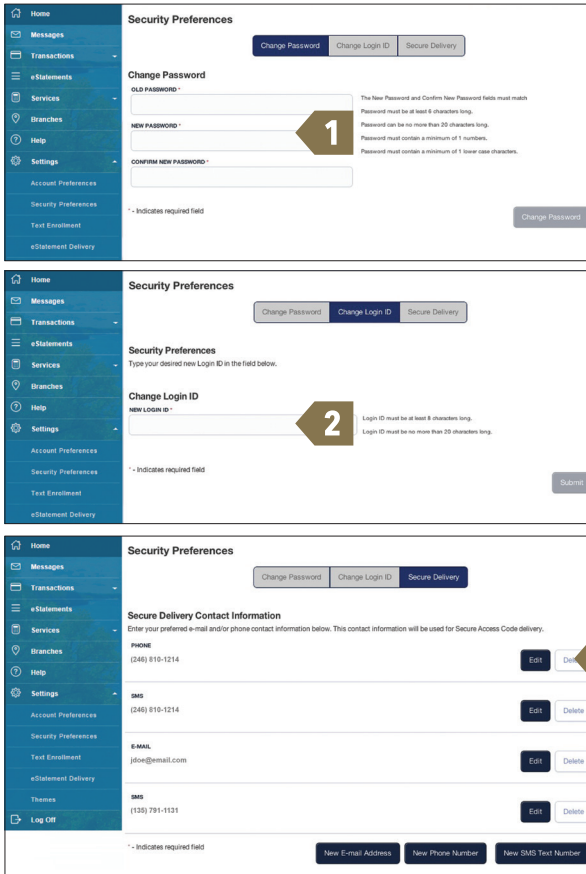 Home
Messages
Transactions
eStatements
Services
Branches
Help
Settings
Account Preferences
Security Preferences
Text Enrollment
eStatement Delivery
Security Preferences
Change Password Change Login ID Secure Delivery
Change Password
OLD PASSWORD *
NEW PASSWORD *
CONFIRM NEW PASSWORD *
1
The New Password and Confirm New Password fields must match
Password must be at least 6 characters long.
Password can be no more than 20 characters long.
Password must contain a minimum of 1 numbers.
Password must contain a minimum of 1 lower case characters.
* - Indicates required field
Change Password
Home
Messages
Transactions
eStatements
Services
Branches
Help
Settings
Account Preferences
Security Preferences
Text Enrollment
eStatement Delivery
Security Preferences
Change Password Change Login ID Secure Delivery
Security Preferences
Type your desired new Login ID in the field below.
Change Login ID
NEW LOGIN ID *
2
Login ID must be at least 8 characters long.
Login ID must be no more than 20 characters long.
* - Indicates required field
Submit
Home
Messages
Transactions
eStatements
Services
Branches
Help
Settings
Account Preferences
Security Preferences
Text Enrollment
eStatement Delivery
Themes
Log Off
Security Preferences
Change Password Change Login ID Secure Delivery
Secure Delivery Contact Information
Enter your preferred e-mail and/or phone contact information below. This contact information will be used for Secure Access Code delivery.
PHONE
(246) 810-1214
Edit
SMS
(246) 810-1214
Edit Delete
E-MAIL
jdoe@email.com
Edit Delete
SMS
(135) 791-1131
Edit Delete
* - Indicates required field
New E-mail Address New Phone Number New SMS Text Number